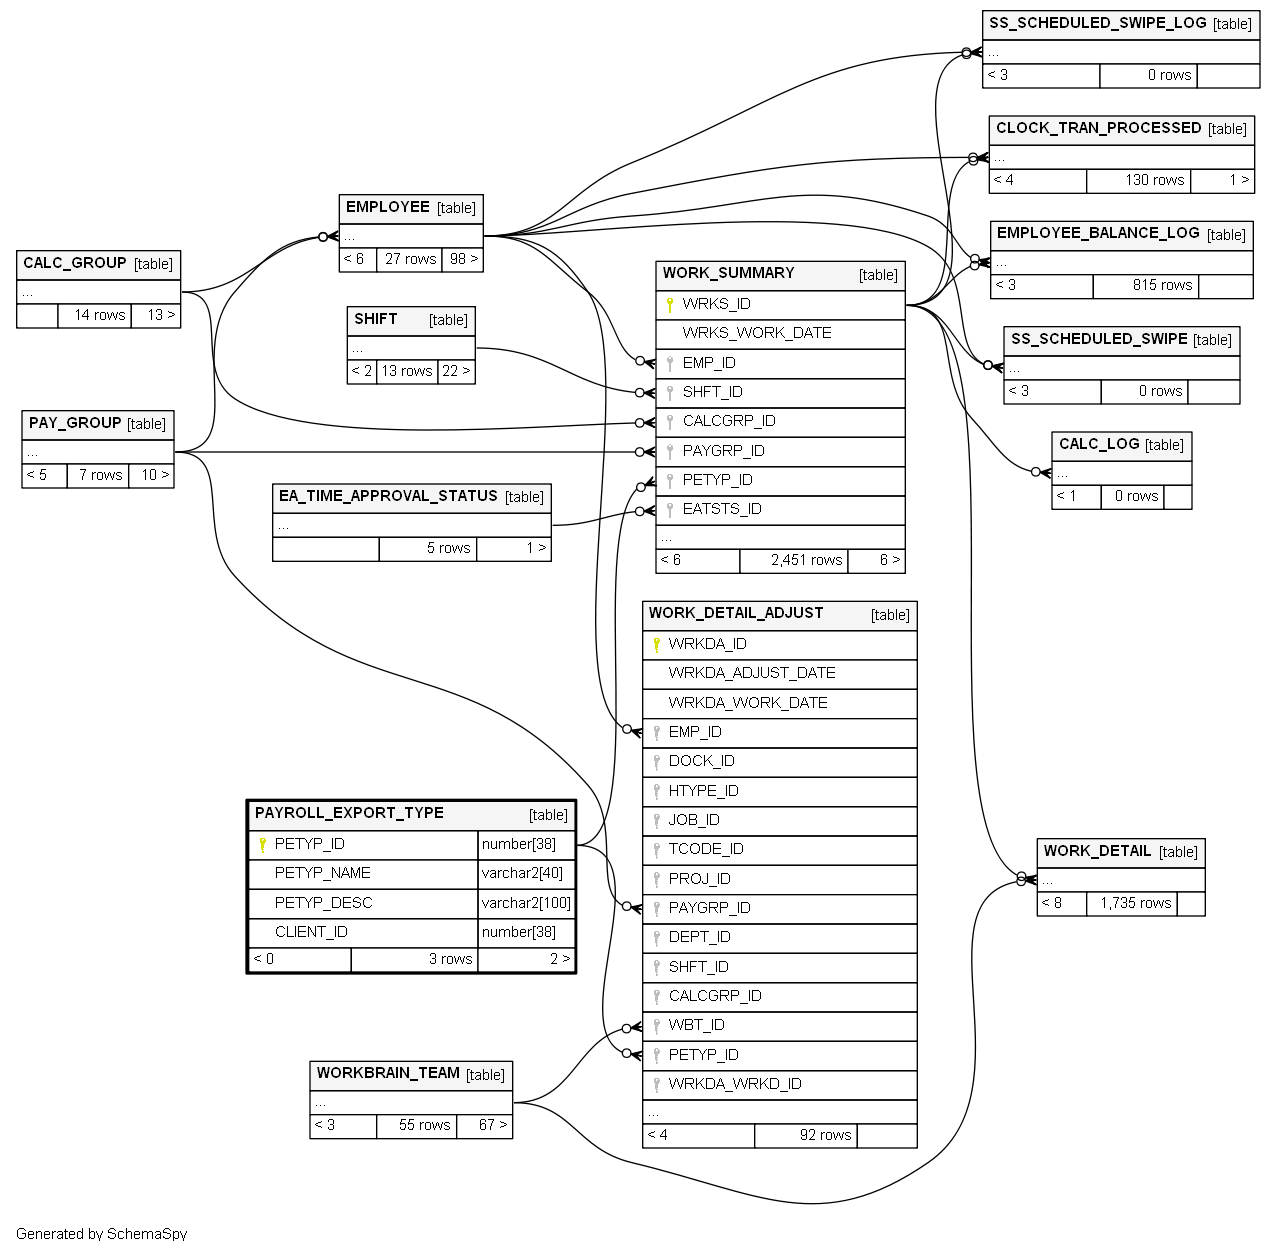 SS_SCHEDULED_SWIPE_LOG [table]
...
< 3 0 rows
CLOCK_TRAN_PROCESSED [table]
...
< 4 130 rows 1 >
EMPLOYEE [table]
...
< 6 27 rows 98 >
EMPLOYEE_BALANCE_LOG [table]
...
< 3 815 rows
CALC_GROUP [table]
...
14 rows 13 >
WORK_SUMMARY [table]
WRKS_ID
WRKS_WORK_DATE
EMP_ID
SHFT_ID
CALCGRP_ID
PAYGRP_ID
PETYP_ID
EATSTS_ID
...
< 6 2,451 rows 6 >
SHIFT [table]
...
< 2 13 rows 22 >
SS_SCHEDULED_SWIPE [table]
...
< 3 0 rows
PAY_GROUP [table]
...
< 5 7 rows 10 >
CALC_LOG [table]
...
< 1 0 rows
EA_TIME_APPROVAL_STATUS [table]
...
5 rows 1 >
WORK_DETAIL_ADJUST [table]
WRKDA_ID
WRKDA_ADJUST_DATE
WRKDA_WORK_DATE
EMP_ID
DOCK_ID
HTYPE_ID
JOB_ID
TCODE_ID
PROJ_ID
PAYGRP_ID
DEPT_ID
SHFT_ID
CALCGRP_ID
WBT_ID
PETYP_ID
WRKDA_WRKD_ID
...
< 4 92 rows
PAYROLL_EXPORT_TYPE [table]
PETYP_ID number[38]
PETYP_NAME varchar2[40]
PETYP_DESC varchar2[100]
CLIENT_ID number[38]
< 0 3 rows 2 >
WORK_DETAIL [table]
...
< 8 1,735 rows
WORKBRAIN_TEAM [table]
...
< 3 55 rows 67 >
Generated by SchemaSpy